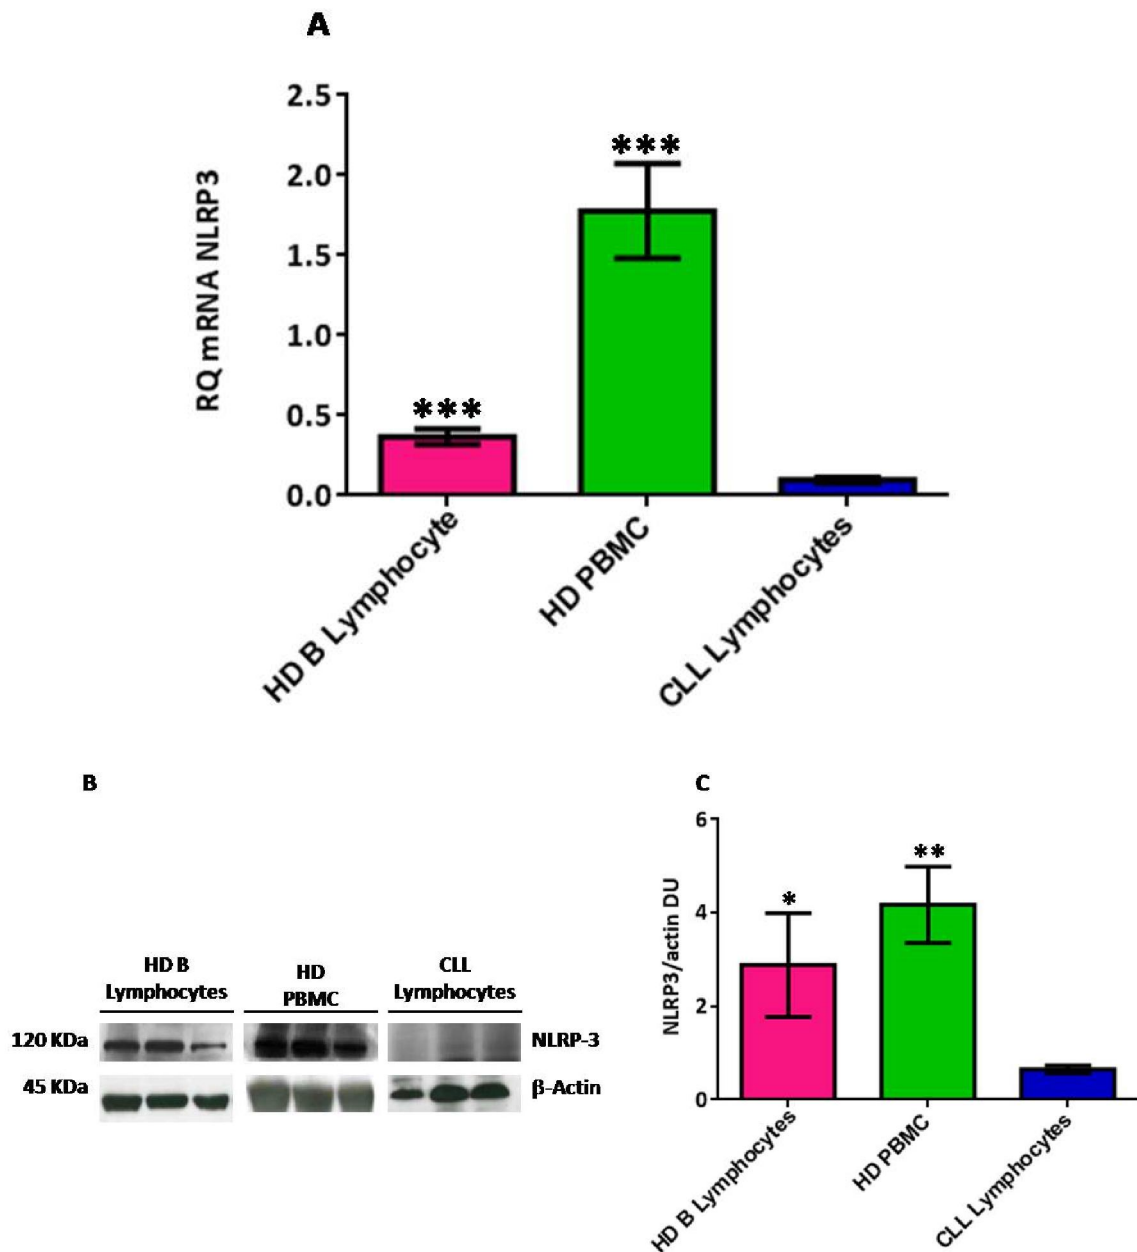 A
RQ mRNA NLRP3
2.5
2.0
1.5
1.0
0.5
0.0
***
***
HD B Lymphocyte
HD PBMC
CLL Lymphocytes
B
HD B
Lymphocytes
HD
PBMC
CLL
Lymphocytes
120 KDa
NLRP-3
45 KDa
β-Actin
C
NLRP3/actin DU
6
4
2
0
*
**
HD B Lymphocytes
HD PBMC
CLL Lymphocytes